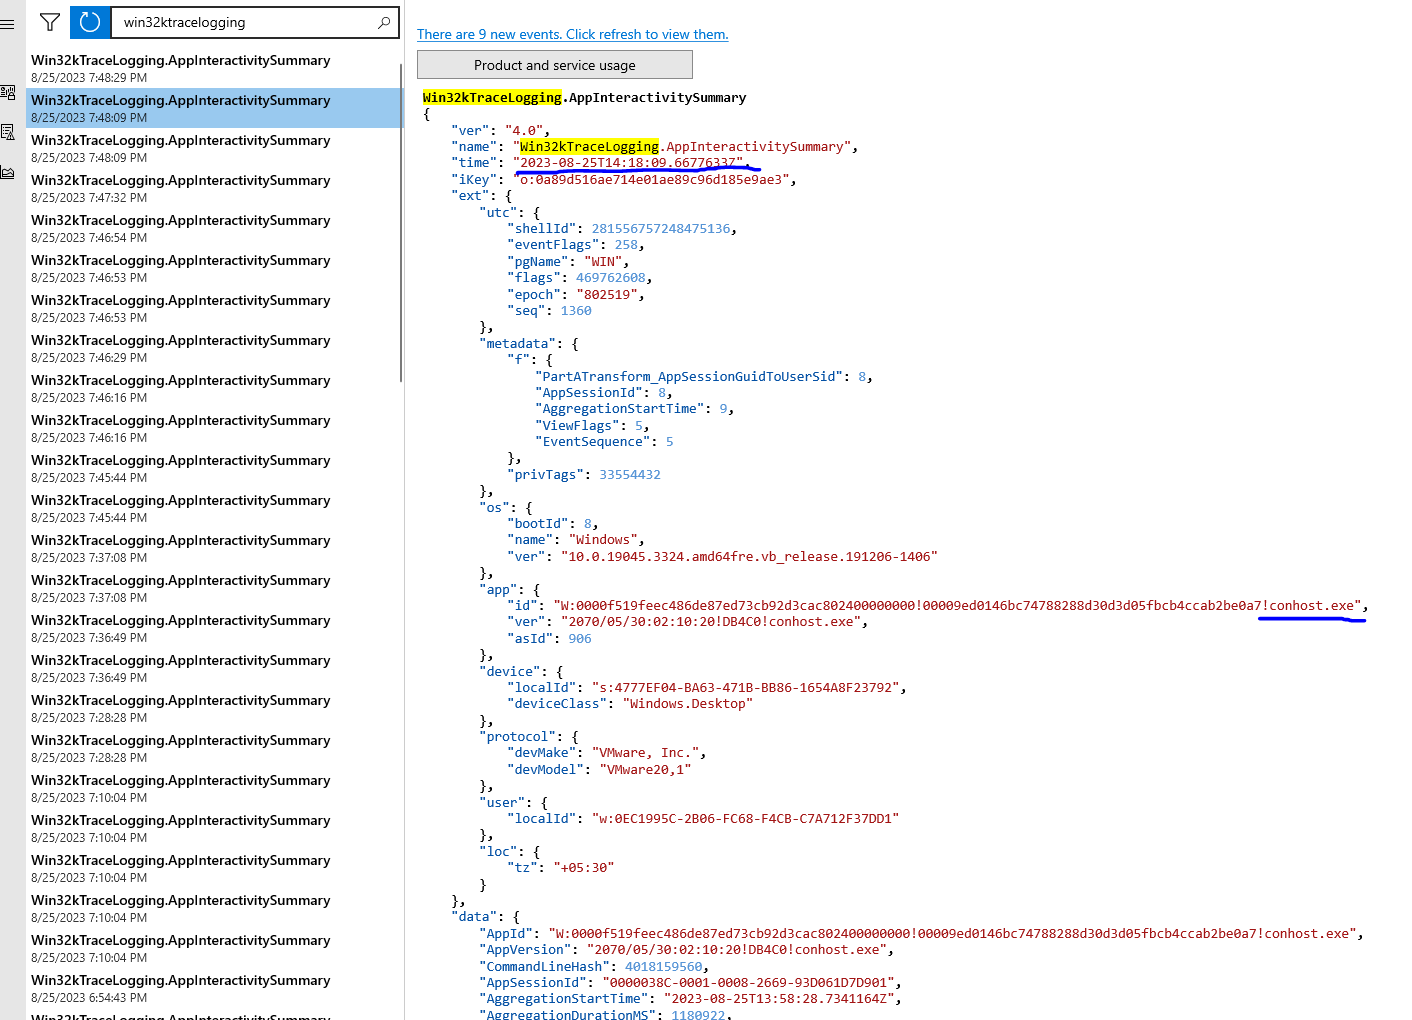 win32ktracelogging
Win32kTraceLogging.AppInteractivitySummary
8/25/2023 7:48:29 PM
Win32kTraceLogging.AppInteractivitySummary
8/25/2023 7:48:09 PM
Win32kTraceLogging.AppInteractivitySummary
8/25/2023 7:48:09 PM
Win32kTraceLogging.AppInteractivitySummary
8/25/2023 7:47:32 PM
Win32kTraceLogging.AppInteractivitySummary
8/25/2023 7:46:54 PM
Win32kTraceLogging.AppInteractivitySummary
8/25/2023 7:46:53 PM
Win32kTraceLogging.AppInteractivitySummary
8/25/2023 7:46:53 PM
Win32kTraceLogging.AppInteractivitySummary
8/25/2023 7:46:29 PM
Win32kTraceLogging.AppInteractivitySummary
8/25/2023 7:46:16 PM
Win32kTraceLogging.AppInteractivitySummary
8/25/2023 7:46:16 PM
Win32kTraceLogging.AppInteractivitySummary
8/25/2023 7:45:44 PM
Win32kTraceLogging.AppInteractivitySummary
8/25/2023 7:45:44 PM
Win32kTraceLogging.AppInteractivitySummary
8/25/2023 7:37:08 PM
Win32kTraceLogging.AppInteractivitySummary
8/25/2023 7:37:08 PM
Win32kTraceLogging.AppInteractivitySummary
8/25/2023 7:36:49 PM
Win32kTraceLogging.AppInteractivitySummary
8/25/2023 7:36:49 PM
Win32kTraceLogging.AppInteractivitySummary
8/25/2023 7:28:28 PM
Win32kTraceLogging.AppInteractivitySummary
8/25/2023 7:28:28 PM
Win32kTraceLogging.AppInteractivitySummary
8/25/2023 7:10:04 PM
Win32kTraceLogging.AppInteractivitySummary
8/25/2023 7:10:04 PM
Win32kTraceLogging.AppInteractivitySummary
8/25/2023 7:10:04 PM
Win32kTraceLogging.AppInteractivitySummary
8/25/2023 7:10:04 PM
Win32kTraceLogging.AppInteractivitySummary
8/25/2023 7:10:04 PM
Win32kTraceLogging.AppInteractivitySummary
8/25/2023 6:54:43 PM
Win32kTraceLogging.AppInteractivitySummary
There are 9 new events. Click refresh to view them.
Product and service usage
Win32kTraceLogging.AppInteractivitySummary
{
"ver": "4.0",
"name": "Win32kTraceLogging.AppInteractivitySummary",
"time": "2023-08-25T14:18:09.6677633Z",
"iKey": "o:0a89d516ae714e01ae89c96d185e9ae3",
"ext": {
"utc": {
"shellId": 281556757248475136,
"eventFlags": 258,
"pgName": "WIN",
"flags": 469762608,
"epoch": "802519",
"seq": 1360
},
"metadata": {
"f": {
"PartATransform_AppSessionGuidToUserSid": 8,
"AppSessionId": 8,
"AggregationStartTime": 9,
"ViewFlags": 5,
"EventSequence": 5
},
"privTags": 33554432
},
"os": {
"bootId": 8,
"name": "Windows",
"ver": "10.0.19045.3324.amd64fre.vb_release.191206-1406"
},
"app": {
"id": "W:0000f519feec486de87ed73cb92d3cac802400000000!00009ed0146bc74788288d30d3d05fbcb4ccab2be0a7!conhost.exe",
"ver": "2070/05/30:02:10:20!DB4C0!conhost.exe",
"asId": 906
},
"device": {
"localId": "s:4777EF04-BA63-471B-BB86-1654A8F23792",
"deviceClass": "Windows.Desktop"
},
"protocol": {
"devMake": "VMware, Inc.",
"devModel": "VMware20,1"
},
"user": {
"localId": "w:0EC1995C-2B06-FC68-F4CB-C7A712F37DD1"
},
"loc": {
"tz": "+05:30"
}
},
"data": {
"AppId": "W:0000f519feec486de87ed73cb92d3cac802400000000!00009ed0146bc74788288d30d3d05fbcb4ccab2be0a7!conhost.exe",
"AppVersion": "2070/05/30:02:10:20!DB4C0!conhost.exe",
"CommandLineHash": 4018159560,
"AppSessionId": "0000038C-0001-0008-2669-93D061D7D901",
"AggregationStartTime": "2023-08-25T13:58:28.7341164Z",
"AggregationDurationMS": 1180922,